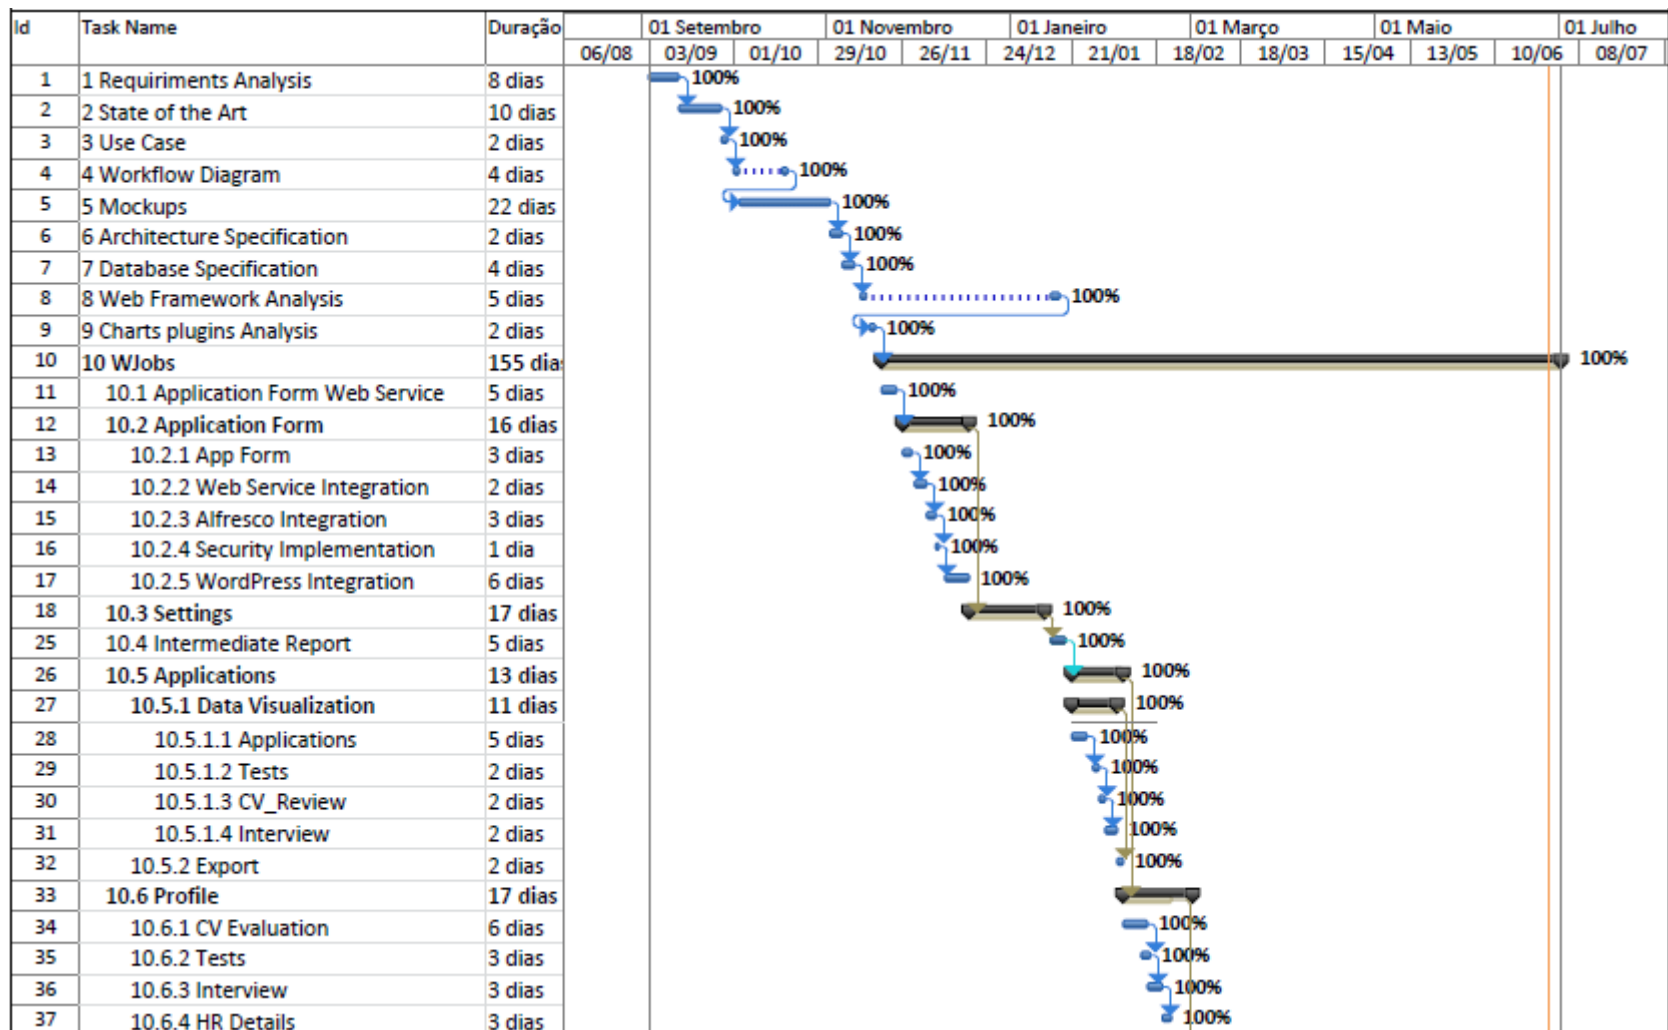 Id Task Name Duração 01 Setembro 01 Novembro 01 Janeiro 01 Março 01 Maio 01 Julho
06/08 03/09 01/10 29/10 26/11 24/12 21/01 18/02 18/03 15/04 13/05 10/06 08/07
1 1 Requiriments Analysis 8 dias 100%
2 2 State of the Art 10 dias 100%
3 3 Use Case 2 dias 100%
4 4 Workflow Diagram 4 dias 100%
5 5 Mockups 22 dias 100%
6 6 Architecture Specification 2 dias 100%
7 7 Database Specification 4 dias 100%
8 8 Web Framework Analysis 5 dias 100%
9 9 Charts plugins Analysis 2 dias 100%
10 10 WJobs 155 dia 100%
11 10.1 Application Form Web Service 5 dias 100%
12 10.2 Application Form 16 dias 100%
13 10.2.1 App Form 3 dias 100%
14 10.2.2 Web Service Integration 2 dias 100%
15 10.2.3 Alfresco Integration 3 dias 100%
16 10.2.4 Security Implementation 1 dia 100%
17 10.2.5 WordPress Integration 6 dias 100%
18 10.3 Settings 17 dias 100%
25 10.4 Intermediate Report 5 dias 100%
26 10.5 Applications 13 dias 100%
27 10.5.1 Data Visualization 11 dias 100%
28 10.5.1.1 Applications 5 dias 100%
29 10.5.1.2 Tests 2 dias 100%
30 10.5.1.3 CV_Review 2 dias 100%
31 10.5.1.4 Interview 2 dias 100%
32 10.5.2 Export 2 dias 100%
33 10.6 Profile 17 dias
34 10.6.1 CV Evaluation 6 dias 100%
35 10.6.2 Tests 3 dias 100%
36 10.6.3 Interview 3 dias 100%
37 10.6.4 HR Details 3 dias 100%